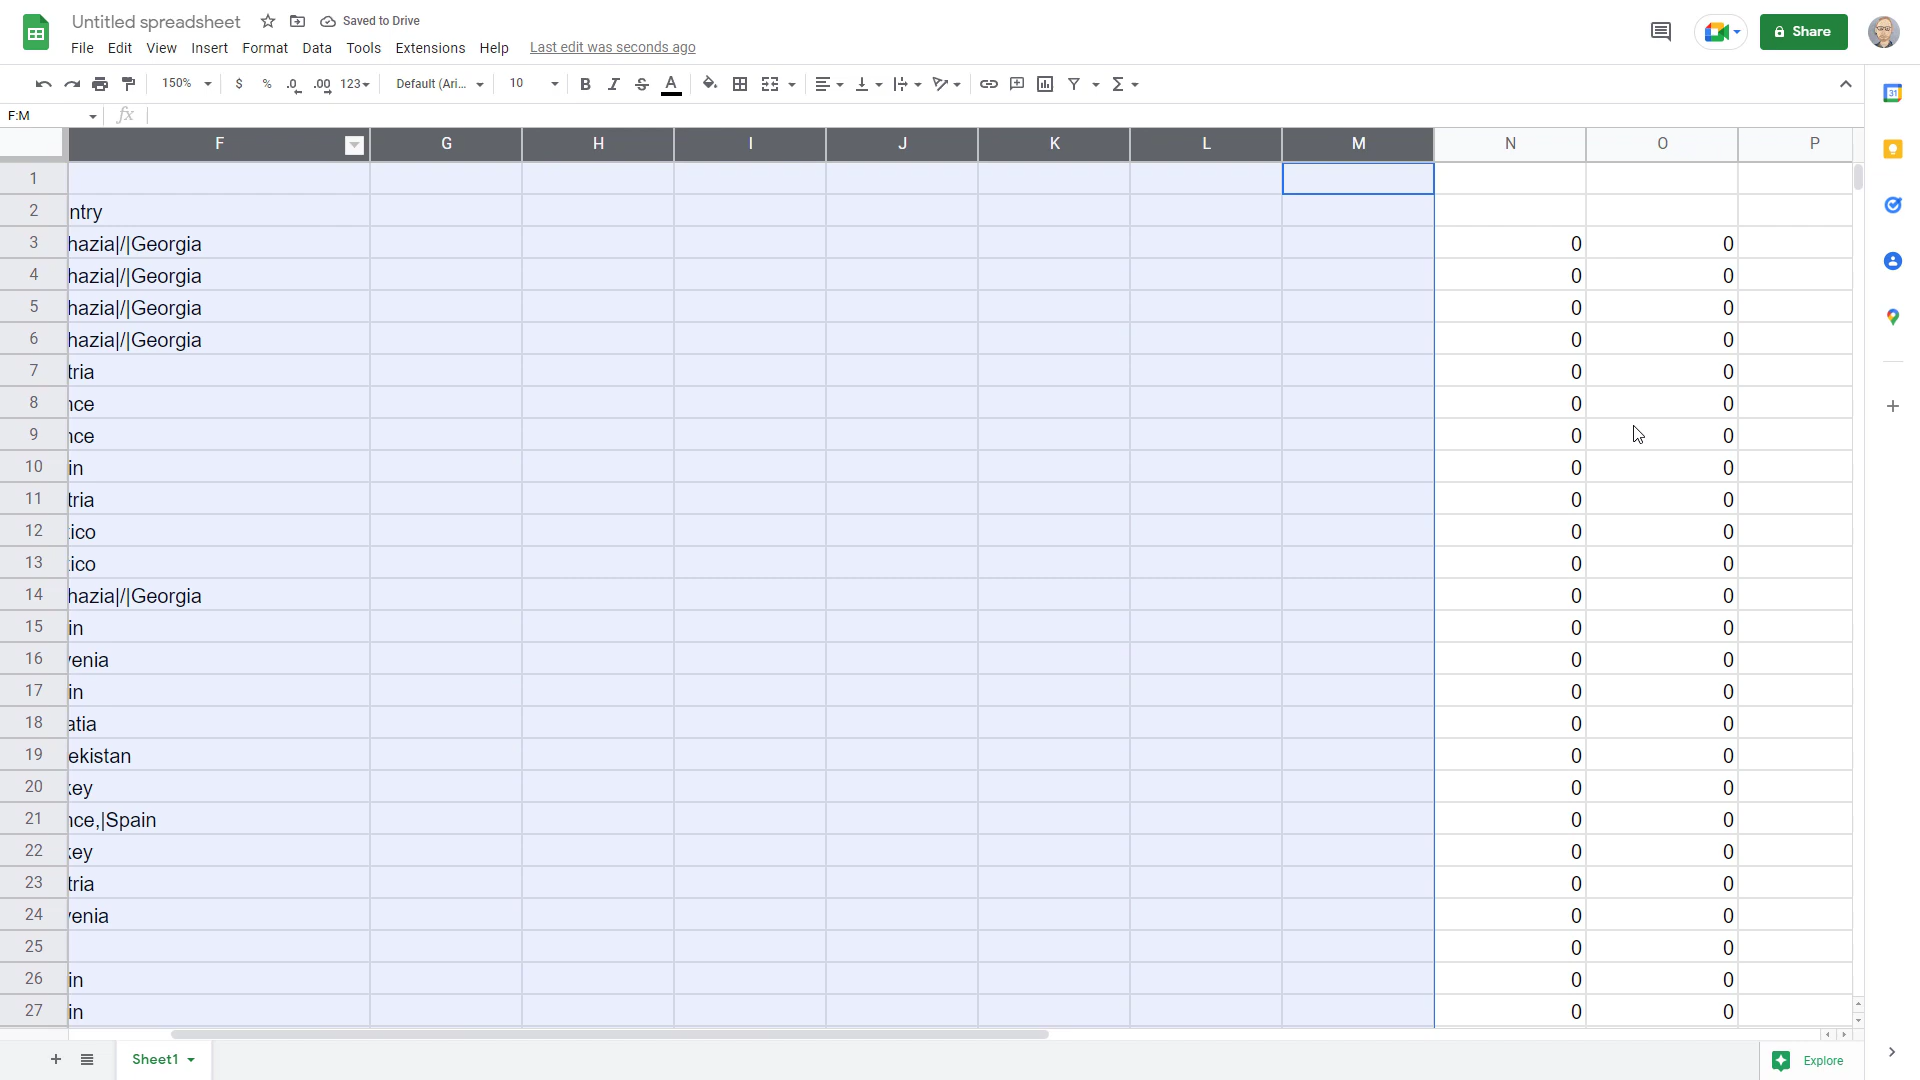 Untitled spreadsheet Saved to Drive
File Edit View Insert Format Data Tools Extensions Help Last edit was seconds ago
Share
150% $ % .0 .00 123 Default (Ari... 10 B I S A Σ
31
F:M fx
F G H I J K L M N O P
1
2 ntry
3 hazia|/|Georgia 0 0
4 hazia|/|Georgia 0 0
5 hazia|/|Georgia 0 0
6 hazia|/|Georgia 0 0
7 tria 0 0
8 nce 0 0
9 nce 0 0
10 in 0 0
11 tria 0 0
12 ico 0 0
13 ico 0 0
14 hazia|/|Georgia 0 0
15 in 0 0
16 venia 0 0
17 in 0 0
18 atia 0 0
19 ekistan 0 0
20 key 0 0
21 nce,|Spain 0 0
22 key 0 0
23 tria 0 0
24 venia 0 0
25 0 0
26 in 0 0
27 in 0 0
Sheet1
Explore